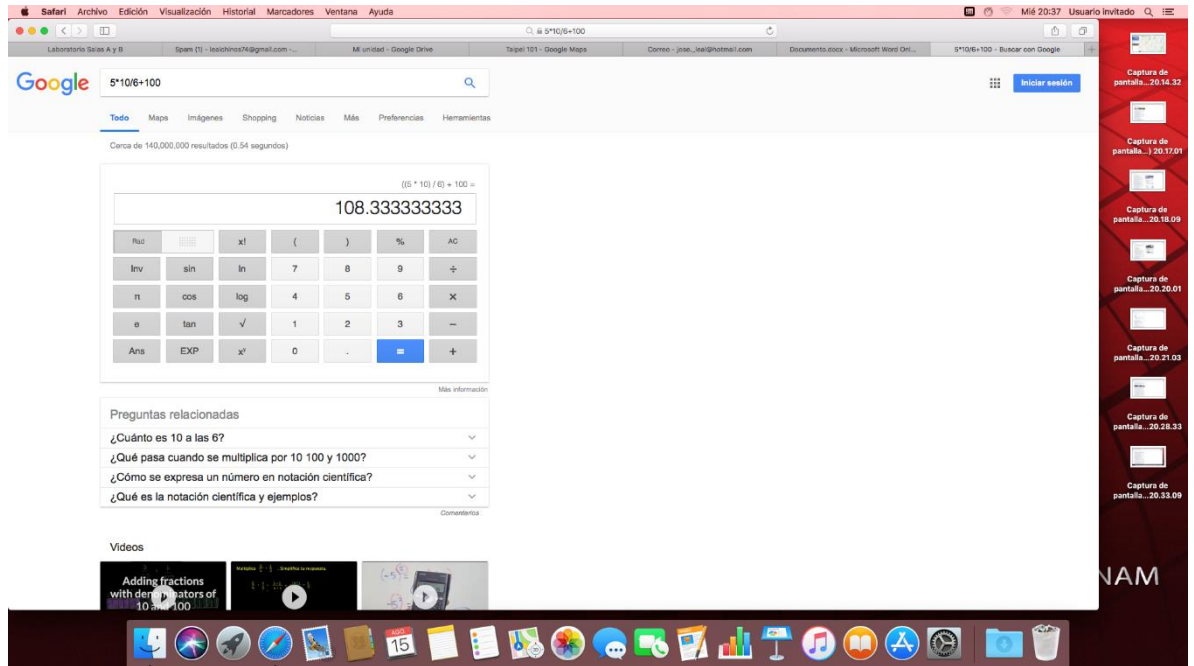 Safari Archivo Edición Visualización Historial Marcadores Ventana Ayuda
Mié 20:37 Usuario invitado
5*10/6+100
Laboratorio Salas A y B
Spam (1) -
Mi unidad - Google Drive
Taipei 101 - Google Maps
Documento.docx - Microsoft Word Onl...
5*10/6+100 - Buscar con Google
Google
5*10/6+100
Iniciar sesión
Todo Maps Imágenes Shopping Noticias Más Preferencias Herramientas
Cerca de 140,000,000 resultados (0.54 segundos)
((5 * 10) / 6) + 100 =
108.333333333
Rad x! ( ) % AC
Inv sin ln 7 8 9 ÷
π cos log 4 5 6 ×
e tan √ 1 2 3 −
Ans EXP xʸ 0 . = +
Más información
Preguntas relacionadas
¿Cuánto es 10 a las 6?
¿Qué pasa cuando se multiplica por 10 100 y 1000?
¿Cómo se expresa un número en notación científica?
¿Qué es la notación científica y ejemplos?
Comentarios
Videos
Adding fractions
with denominators of
10 and 100
Captura de
pantalla...20.14.32
Captura de
pantalla...) 20.17.01
Captura de
pantalla...20.18.09
Captura de
pantalla...20.20.01
Captura de
pantalla...20.21.03
Captura de
pantalla...20.28.33
Captura de
pantalla...20.33.09
NAM
AGO
15